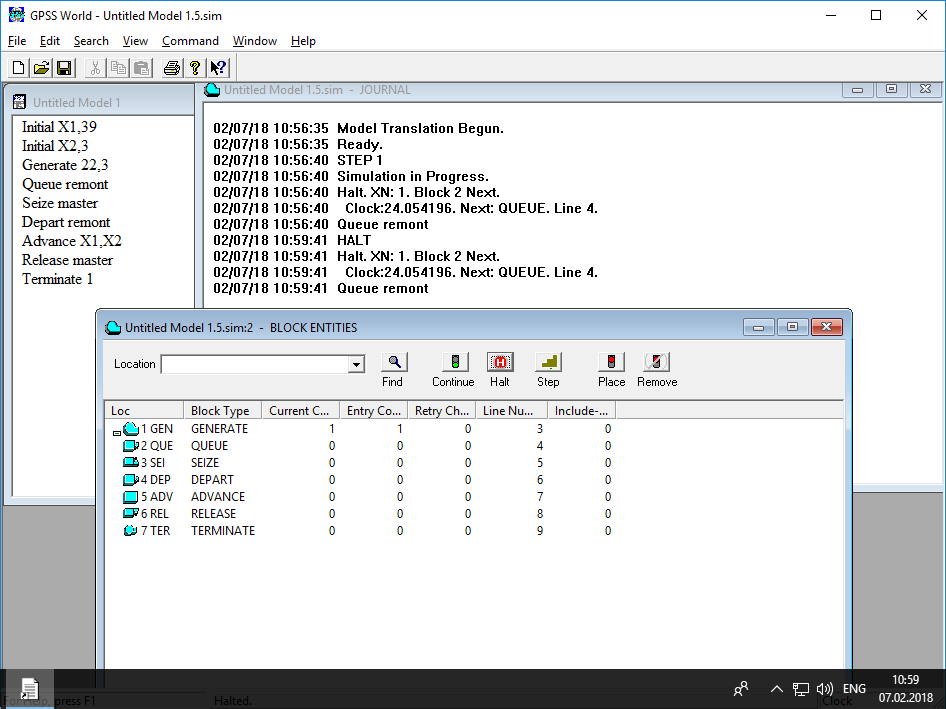 GPSS World - Untitled Model 1.5.sim
File Edit Search View Command Window Help
Untitled Model 1
Initial X1,39
Initial X2,3
Generate 22,3
Queue remont
Seize master
Depart remont
Advance X1,X2
Release master
Terminate 1
Untitled Model 1.5.sim - JOURNAL
02/07/18 10:56:35 Model Translation Begun.
02/07/18 10:56:35 Ready.
02/07/18 10:56:40 STEP 1
02/07/18 10:56:40 Simulation in Progress.
02/07/18 10:56:40 Halt. XN: 1. Block 2 Next.
02/07/18 10:56:40 Clock:24.054196. Next: QUEUE. Line 4.
02/07/18 10:56:40 Queue remont
02/07/18 10:59:41 HALT
02/07/18 10:59:41 Halt. XN: 1. Block 2 Next.
02/07/18 10:59:41 Clock:24.054196. Next: QUEUE. Line 4.
02/07/18 10:59:41 Queue remont
Untitled Model 1.5.sim:2 - BLOCK ENTITIES
Location
Find Continue Halt Step Place Remove
Loc Block Type Current C... Entry Co... Retry Ch... Line Nu... Include-...
1 GEN GENERATE 1 1 0 3 0
2 QUE QUEUE 0 0 0 4 0
3 SEI SEIZE 0 0 0 5 0
4 DEP DEPART 0 0 0 6 0
5 ADV ADVANCE 0 0 0 7 0
6 REL RELEASE 0 0 0 8 0
7 TER TERMINATE 0 0 0 9 0
For Help, press F1 Halted. Clock
ENG
10:59
07.02.2018